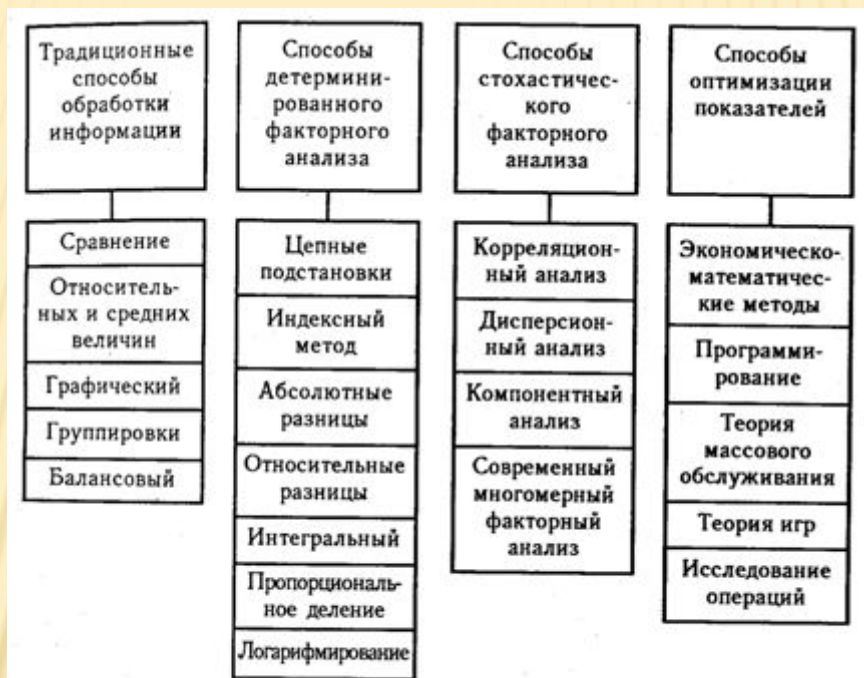 Традиционные
способы
обработки
информации
Сравнение
Относитель-
ных и средних
величин
Графический
Группировки
Балансовый
Способы
детермини-
рованного
факторного
анализа
Цепные
подстановки
Индексный
метод
Абсолютные
разницы
Относительные
разницы
Интегральный
Пропорциональ-
ное деление
Логарифмирование
Способы
стохастичес-
кого
факторного
анализа
Корреляцион-
ный анализ
Дисперсион-
ный анализ
Компонентный
анализ
Современный
многомерный
факторный
анализ
Способы
оптимизации
показателей
Экономическо-
математичес-
кие методы
Программи-
рование
Теория
массового
обслуживания
Теория игр
Исследование
операций